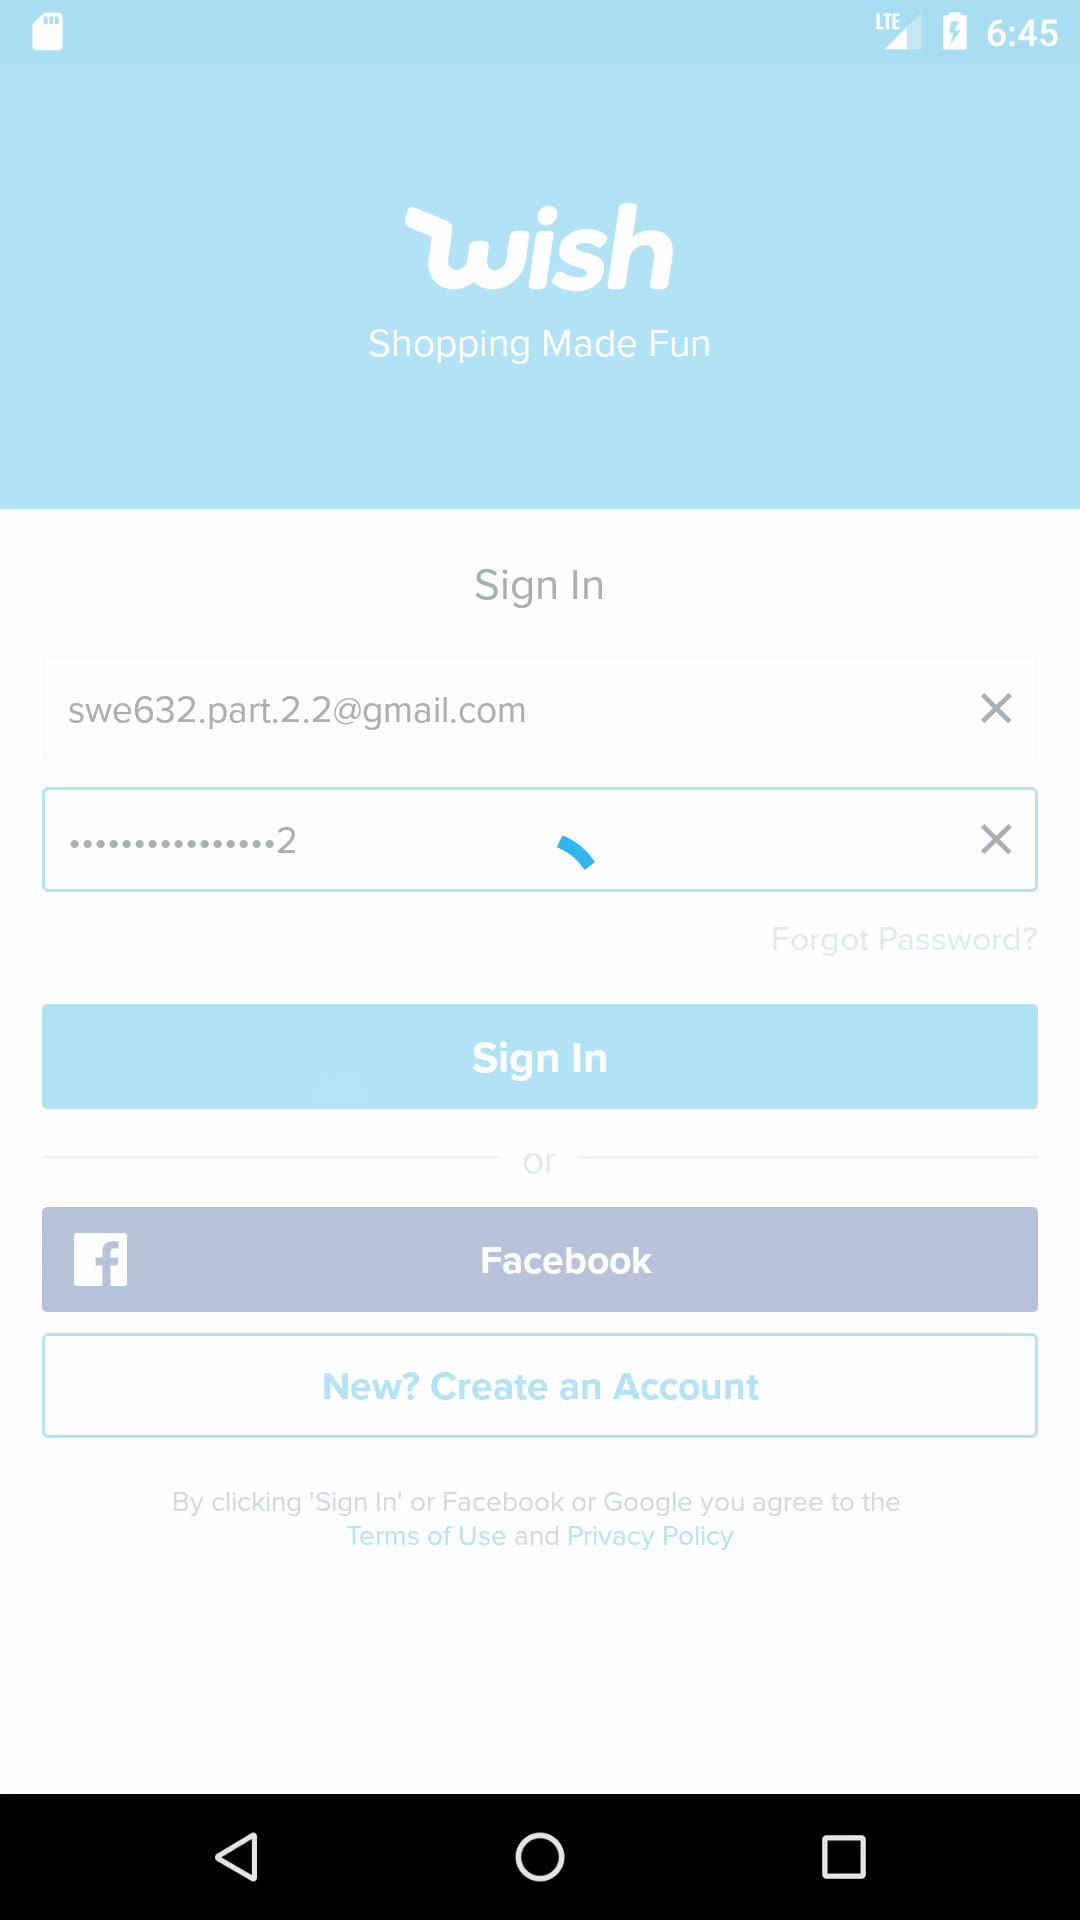 LTE 6:45
wish
Shopping Made Fun
Sign In
swe632.part.2.2@gmail.com
••••••••••••••••2
Forgot Password?
Sign In
or
Facebook
New? Create an Account
By clicking 'Sign In' or Facebook or Google you agree to the
Terms of Use and Privacy Policy